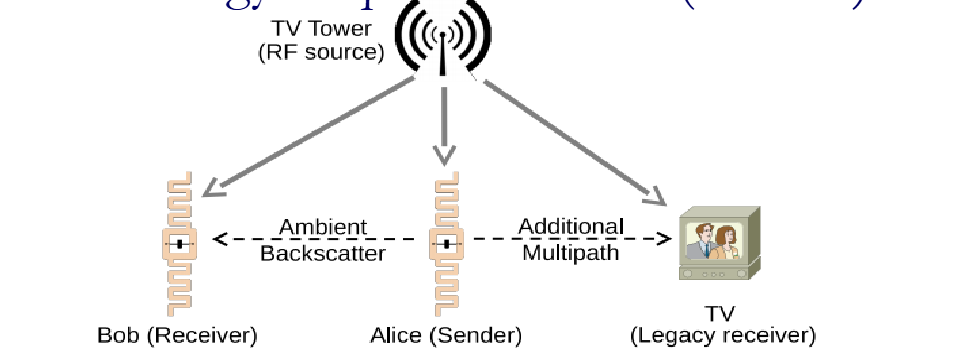 TV Tower
(RF source)
Ambient
Backscatter
Additional
Multipath
Bob (Receiver)
Alice (Sender)
TV
(Legacy receiver)